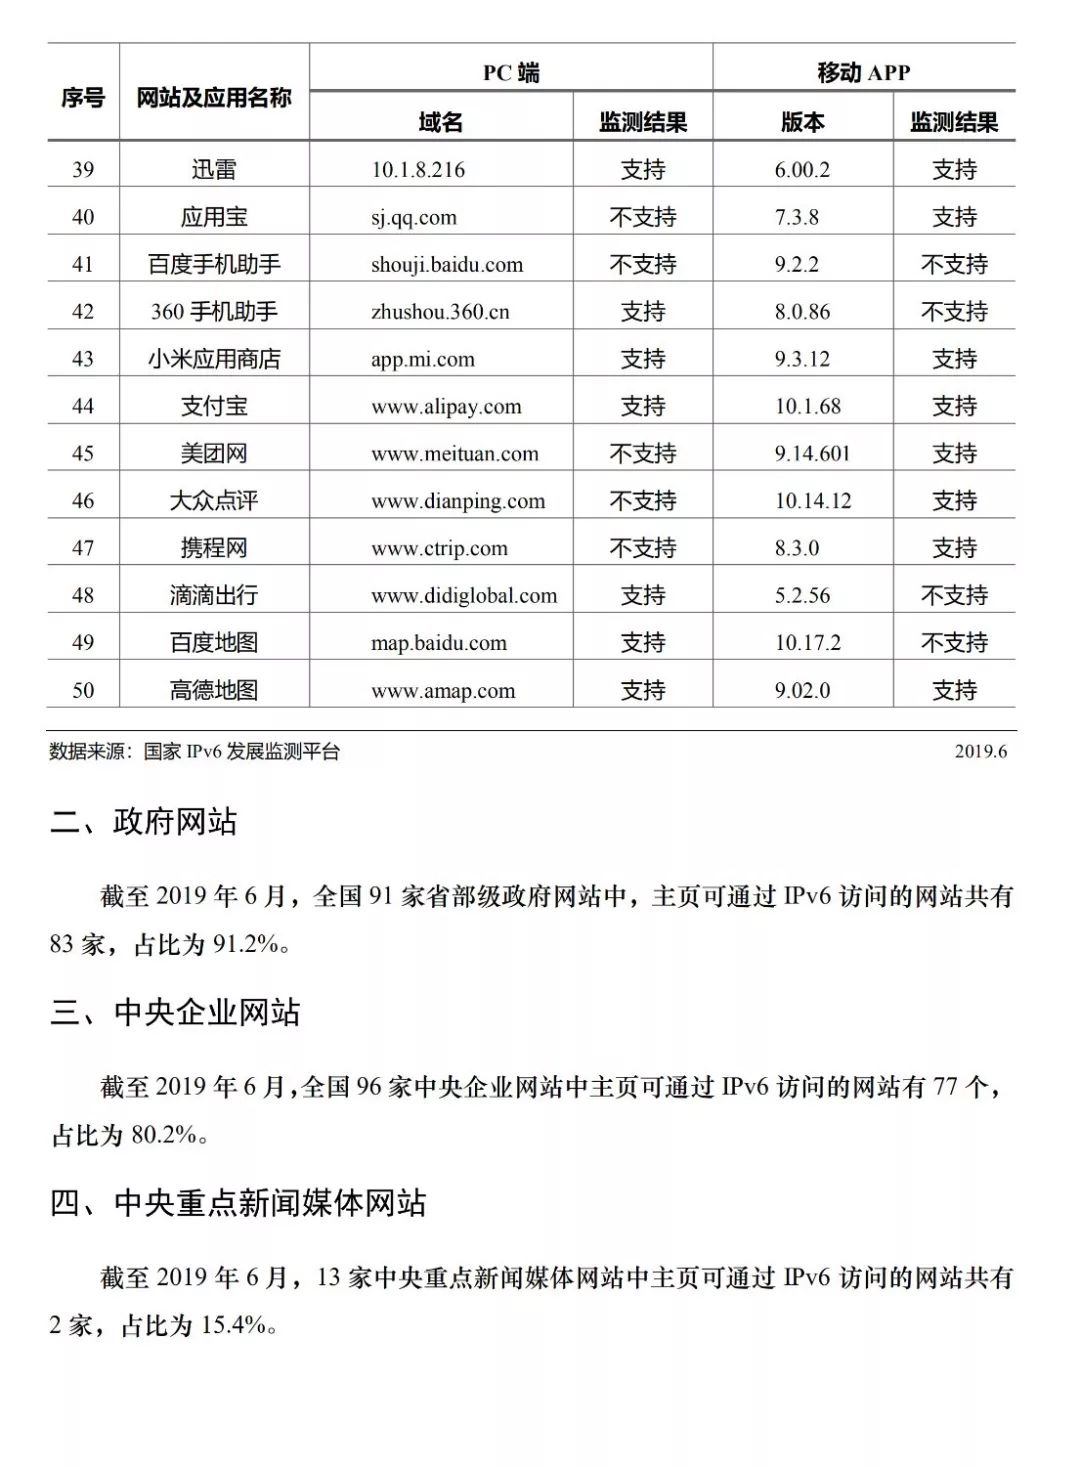 序号 网站及应用名称 PC 端 移动 APP
域名 监测结果 版本 监测结果
39 迅雷 10.1.8.216 支持 6.00.2 支持
40 应用宝 sj.qq.com 不支持 7.3.8 支持
41 百度手机助手 shouji.baidu.com 不支持 9.2.2 不支持
42 360 手机助手 zhushou.360.cn 支持 8.0.86 不支持
43 小米应用商店 app.mi.com 支持 9.3.12 支持
44 支付宝 www.alipay.com 支持 10.1.68 支持
45 美团网 www.meituan.com 不支持 9.14.601 支持
46 大众点评 www.dianping.com 不支持 10.14.12 支持
47 携程网 www.ctrip.com 不支持 8.3.0 支持
48 滴滴出行 www.didiglobal.com 支持 5.2.56 不支持
49 百度地图 map.baidu.com 支持 10.17.2 不支持
50 高德地图 www.amap.com 支持 9.02.0 支持
数据来源：国家 IPv6 发展监测平台 2019.6
二、政府网站
截至 2019 年 6 月，全国 91 家省部级政府网站中，主页可通过 IPv6 访问的网站共有
83 家，占比为 91.2%。
三、中央企业网站
截至 2019 年 6 月，全国 96 家中央企业网站中主页可通过 IPv6 访问的网站有 77 个，
占比为 80.2%。
四、中央重点新闻媒体网站
截至 2019 年 6 月，13 家中央重点新闻媒体网站中主页可通过 IPv6 访问的网站共有
2 家，占比为 15.4%。